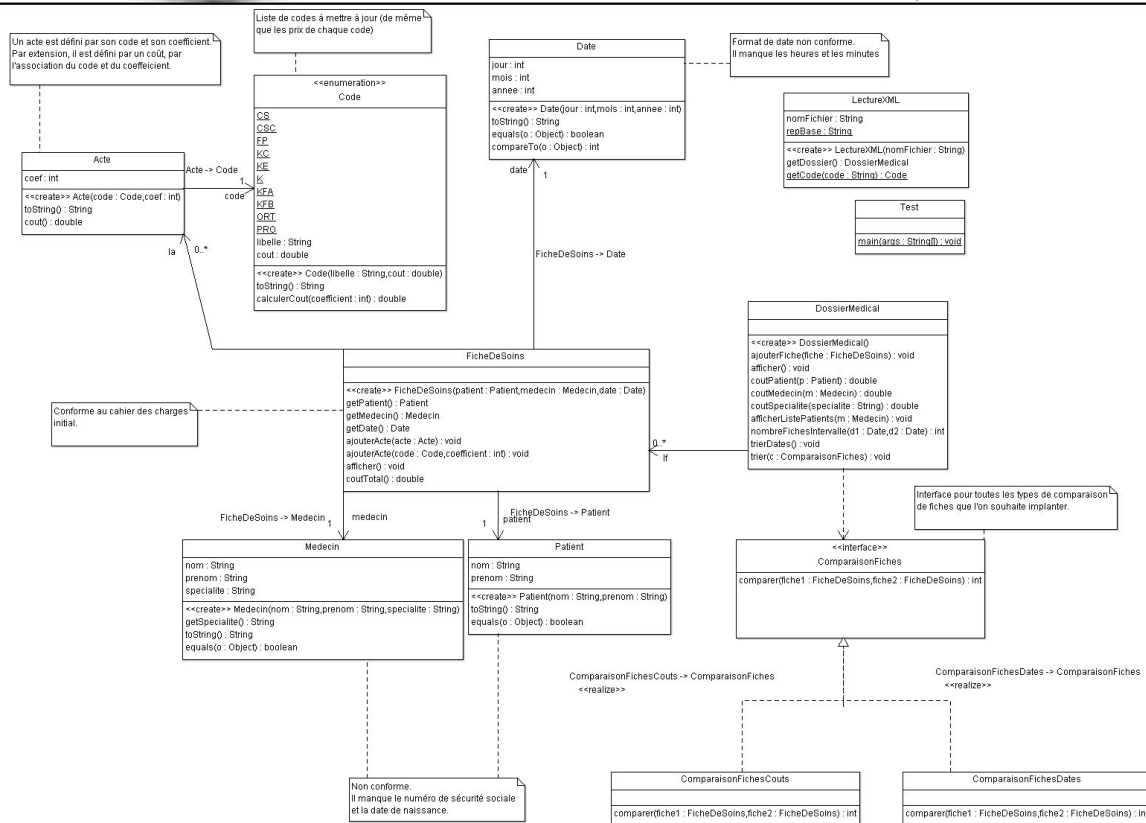 Liste de codes à mettre à jour (de même
que les prix de chaque code)
Un acte est défini par son code et son coefficient.
Par extension, il est défini par un coût, par
l'association du code et du coeffeicient.
Format de date non conforme.
Il manque les heures et les minutes
Date
jour : int
mois : int
annee : int
<<create>> Date(jour : int,mois : int,annee : int)
toString() : String
equals(o : Object) : boolean
compareTo(o : Object) : int
<<enumeration>>
Code
CS
CSC
FP
KC
KE
K
KFA
KFB
ORT
PRO
libelle : String
cout : double
<<create>> Code(libelle : String,cout : double)
toString() : String
calculerCout(coefficient : int) : double
LectureXML
nomFichier : String
repBase : String
<<create>> LectureXML(nomFichier : String)
getDossier() : DossierMedical
getCode(code : String) : Code
Acte
coef : int
<<create>> Acte(code : Code,coef : int)
toString() : String
cout() : double
Acte -> Code
1
code
date
1
Test
main(args : String[]) : void
la
0..*
FicheDeSoins -> Date
DossierMedical
<<create>> DossierMedical()
ajouterFiche(fiche : FicheDeSoins) : void
afficher() : void
coutPatient(p : Patient) : double
coutMedecin(m : Medecin) : double
coutSpecialite(specialite : String) : double
afficherListePatients(m : Medecin) : void
nombreFichesIntervalle(d1 : Date,d2 : Date) : int
trierDates() : void
trier(c : ComparaisonFiches) : void
FicheDeSoins
<<create>> FicheDeSoins(patient : Patient,medecin : Medecin,date : Date)
getPatient() : Patient
getMedecin() : Medecin
getDate() : Date
ajouterActe(acte : Acte) : void
ajouterActe(code : Code,coefficient : int) : void
afficher() : void
coutTotal() : double
Conforme au cahier des charges
initial.
0..*
lf
Interface pour toutes les types de comparaison
de fiches que l'on souhaite implanter.
FicheDeSoins -> Medecin
1
medecin
FicheDeSoins -> Patient
1
patient
Medecin
nom : String
prenom : String
specialite : String
<<create>> Medecin(nom : String,prenom : String,specialite : String)
getSpecialite() : String
toString() : String
equals(o : Object) : boolean
Patient
nom : String
prenom : String
<<create>> Patient(nom : String,prenom : String)
toString() : String
equals(o : Object) : boolean
<<interface>>
ComparaisonFiches
comparer(fiche1 : FicheDeSoins,fiche2 : FicheDeSoins) : int
ComparaisonFichesCouts -> ComparaisonFiches
<<realize>>
ComparaisonFichesDates -> ComparaisonFiches
<<realize>>
Non conforme.
Il manque le numéro de sécurité sociale
et la date de naissance.
ComparaisonFichesCouts
comparer(fiche1 : FicheDeSoins,fiche2 : FicheDeSoins) : int
ComparaisonFichesDates
comparer(fiche1 : FicheDeSoins,fiche2 : FicheDeSoins) : int